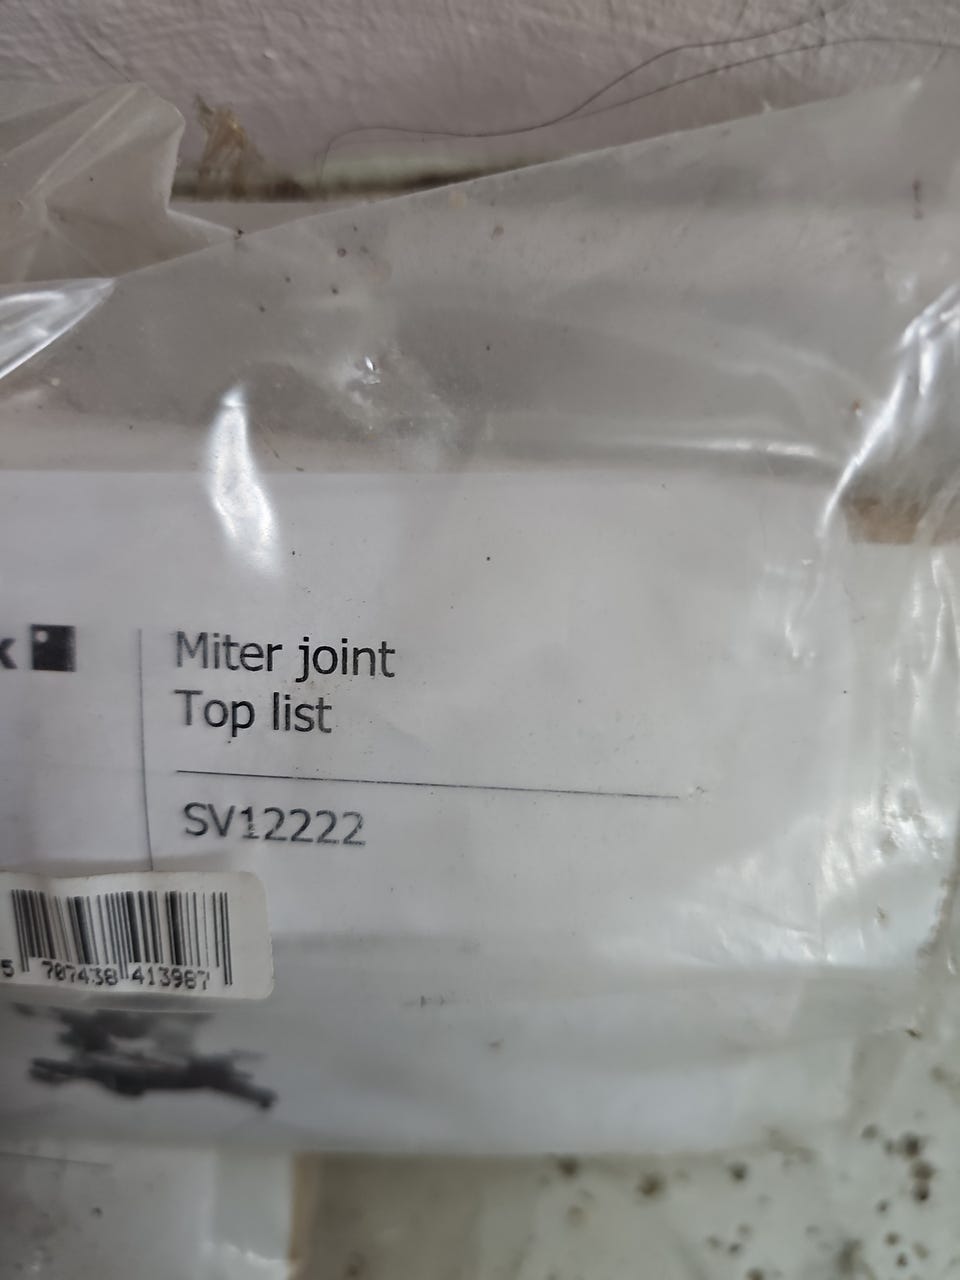 k
Miter joint
Top list
SV12222
5 707438 413987